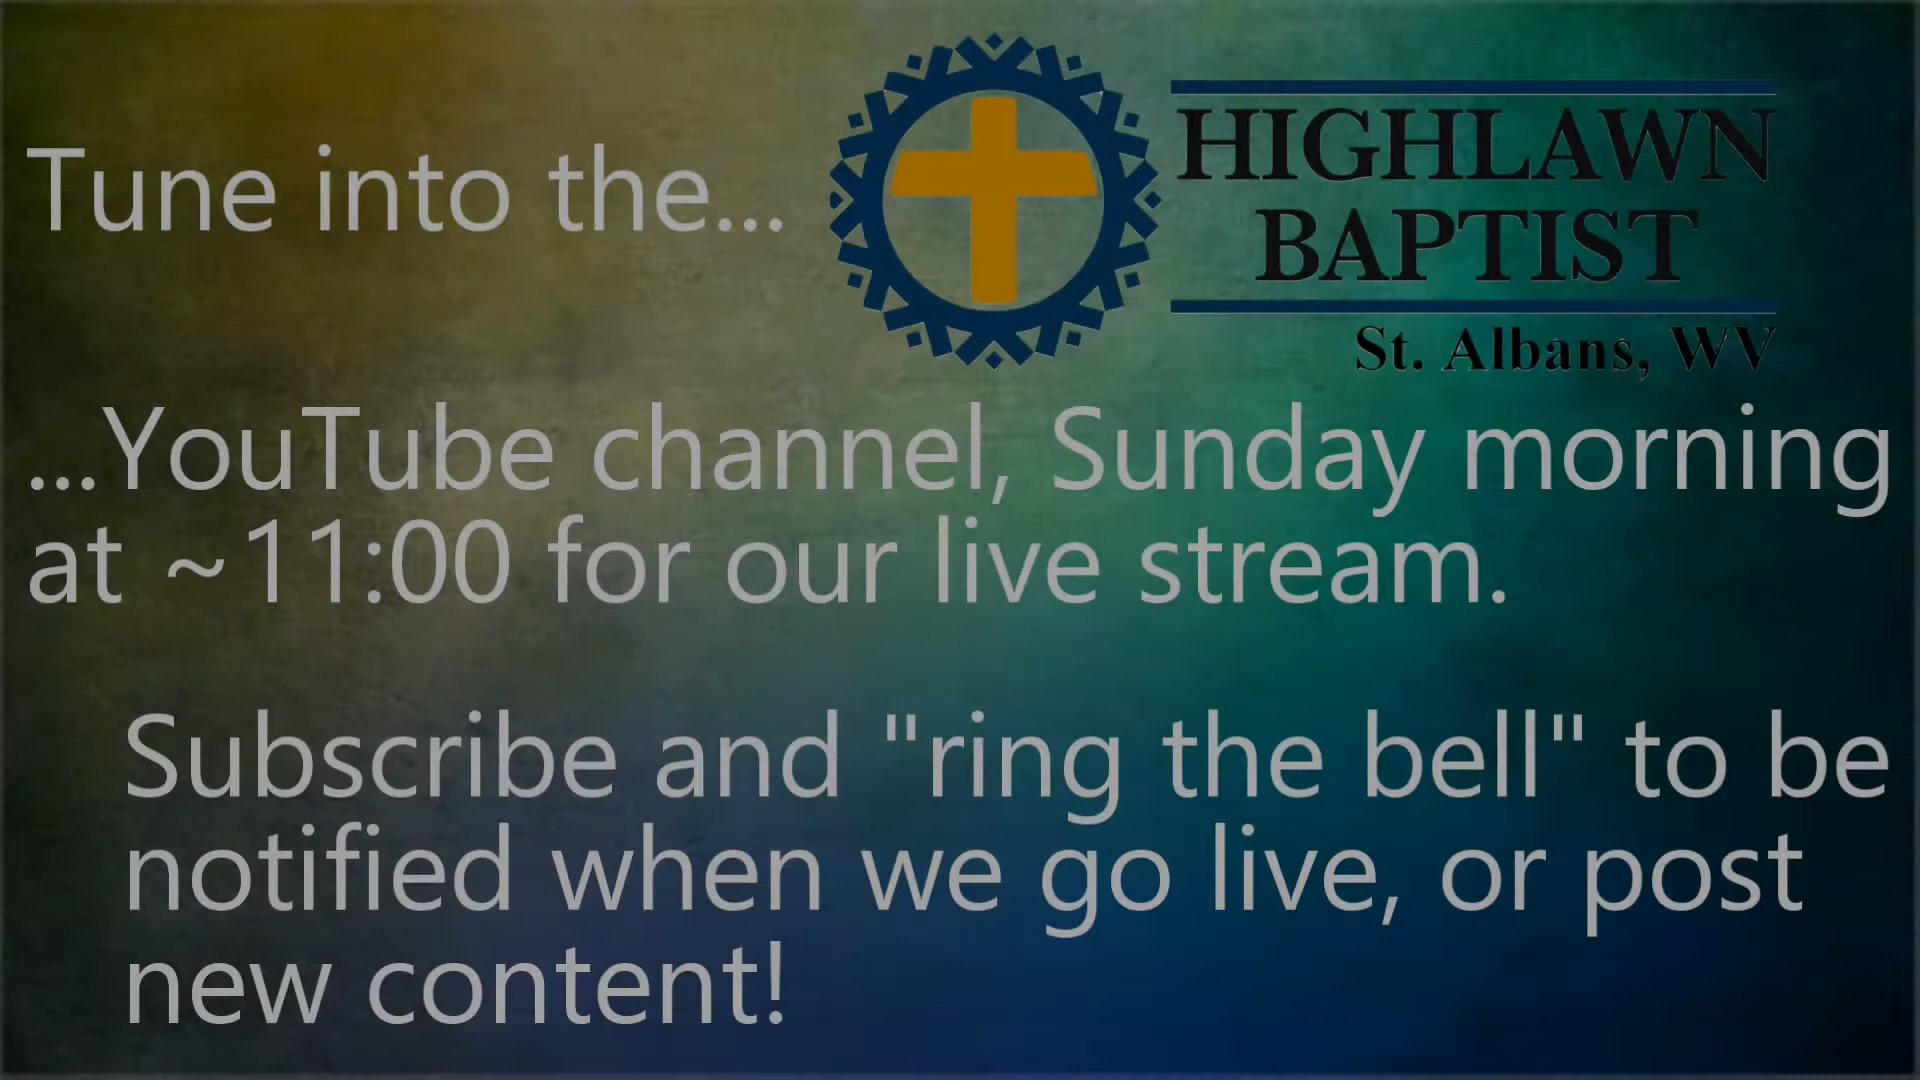 Tune into the...
HIGHLAWN
BAPTIST
St. Albans, WV
...YouTube channel, Sunday morning
at ~11:00 for our live stream.
Subscribe and "ring the bell" to be
notified when we go live, or post
new content!